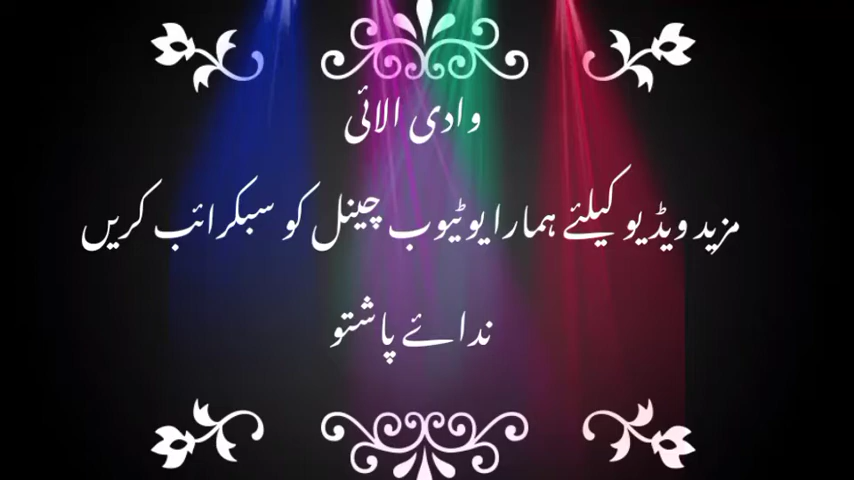 وادی الائی
مزید ویڈیو کیلئے ہمارا یوٹیوب چینل کو سبکرائب کریں
ندائے پاشتو